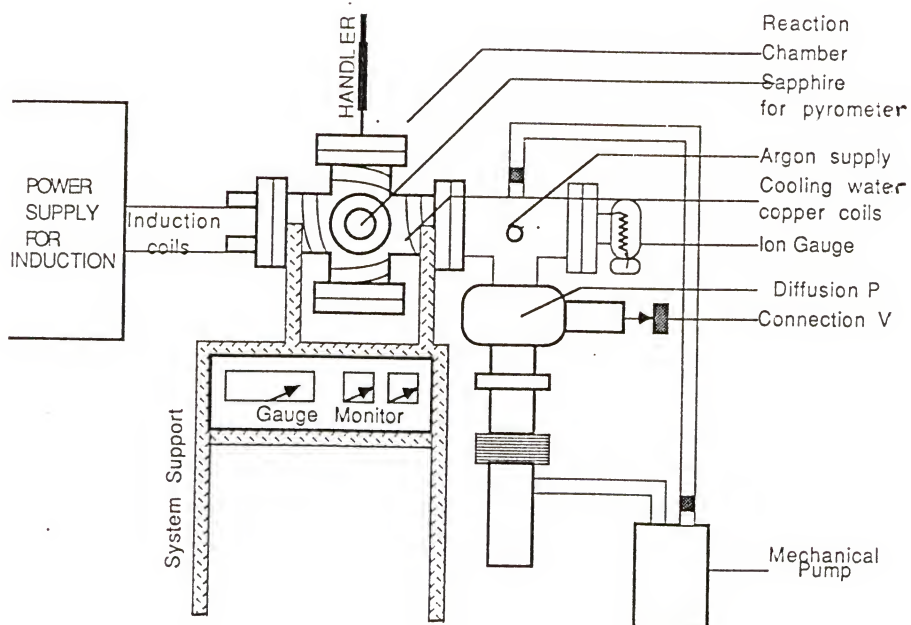 HANDLER
Reaction
Chamber
Sapphire
for pyrometer
Argon supply
Cooling water
copper coils
Ion Gauge
Diffusion P
Connection V
POWER
SUPPLY
FOR
INDUCTION
Induction
coils
Gauge Monitor
System Support
Mechanical
Pump